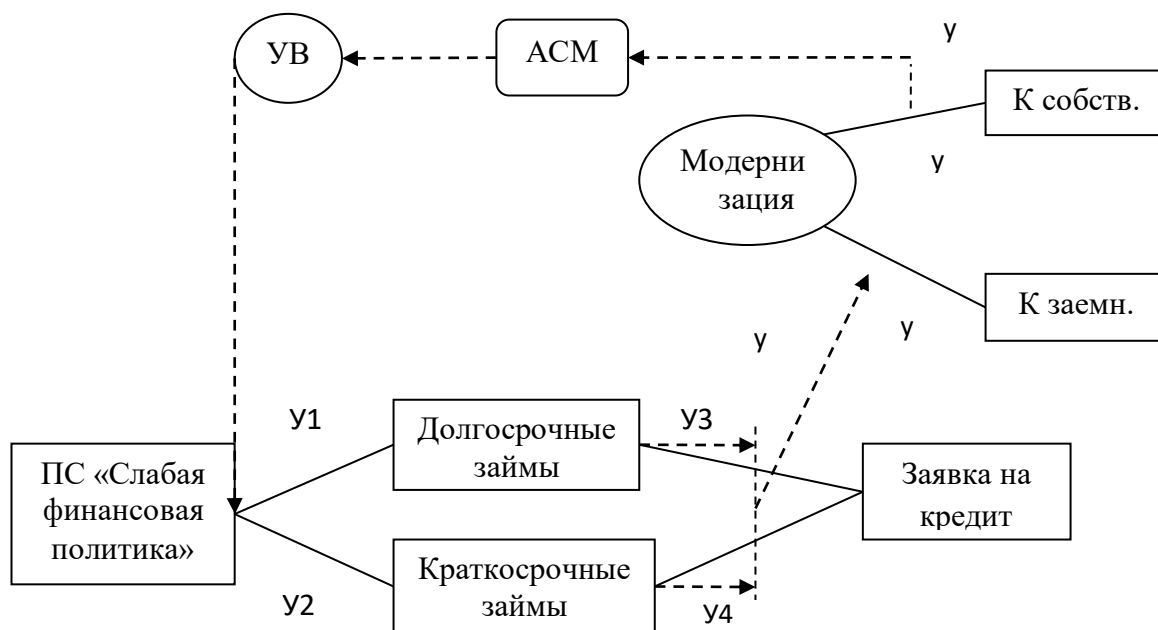 у
УВ
АСМ
К собств.
Модерни
зация
у
К заемн.
у
у
У1
Долгосрочные
займы
У3
ПС «Слабая
финансовая
политика»
Заявка на
кредит
Краткосрочные
займы
У2
У4